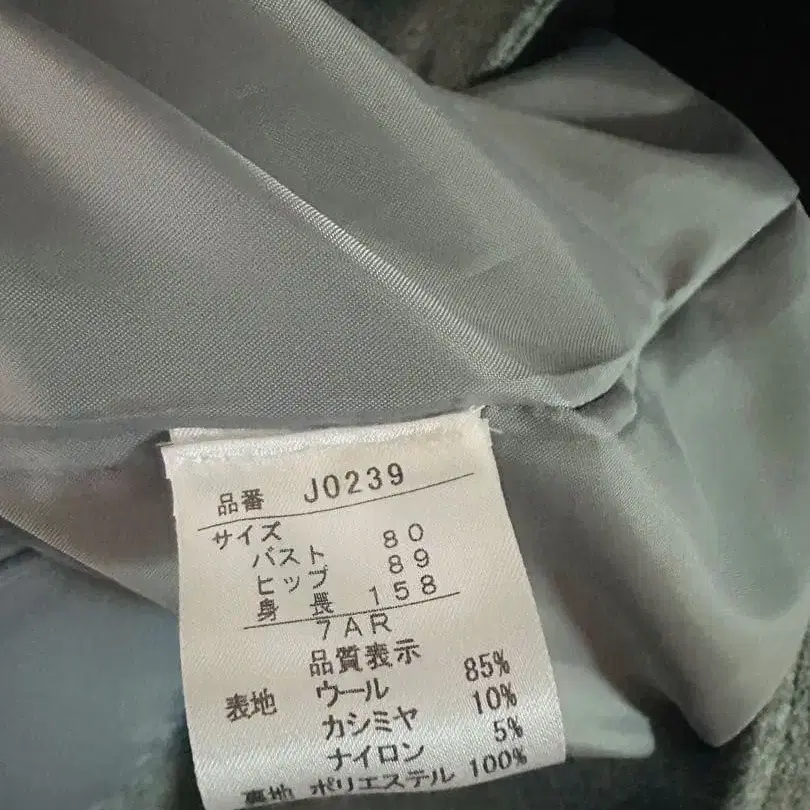 品番 J0239
サイズ
バスト 80
ヒップ 89
身長 158
7AR
品質表示
表地 ウール 85%
カシミヤ 10%
ナイロン 5%
裏地 ポリエステル 100%